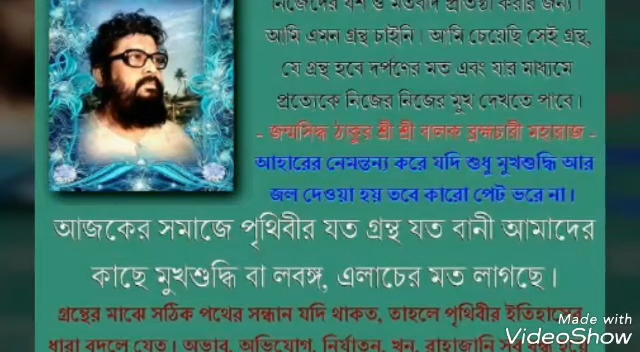 নিজেদের যশ ও মতবাদ প্রতিষ্ঠা করার জন্য।
আমি এমন গ্রন্থ চাইনি। আমি চেয়েছি সেই গ্রন্থ,
যে গ্রন্থ হবে দর্পণের মত এবং যার মাধ্যমে
প্রত্যেকে নিজের নিজের মুখ দেখতে পাবে।
- জন্মসিদ্ধ ঠাকুর শ্রী শ্রী বালক ব্রহ্মচারী মহারাজ -
আহারের নেমন্তন্য করে যদি শুধু মুখশুদ্ধি আর
জল দেওয়া হয় তবে কারো পেট ভরে না।
আজকের সমাজে পৃথিবীর যত গ্রন্থ যত বানী আমাদের
কাছে মুখশুদ্ধি বা লবঙ্গ, এলাচের মত লাগছে।
গ্রন্থের মাঝে সঠিক পথের সন্ধান যদি থাকত, তাহলে পৃথিবীর ইতিহাসের
ধারা বদলে যেত। অভাব, অভিযোগ, নির্যাতন, খুন, রাহাজানি সব
Made with
VideoShow